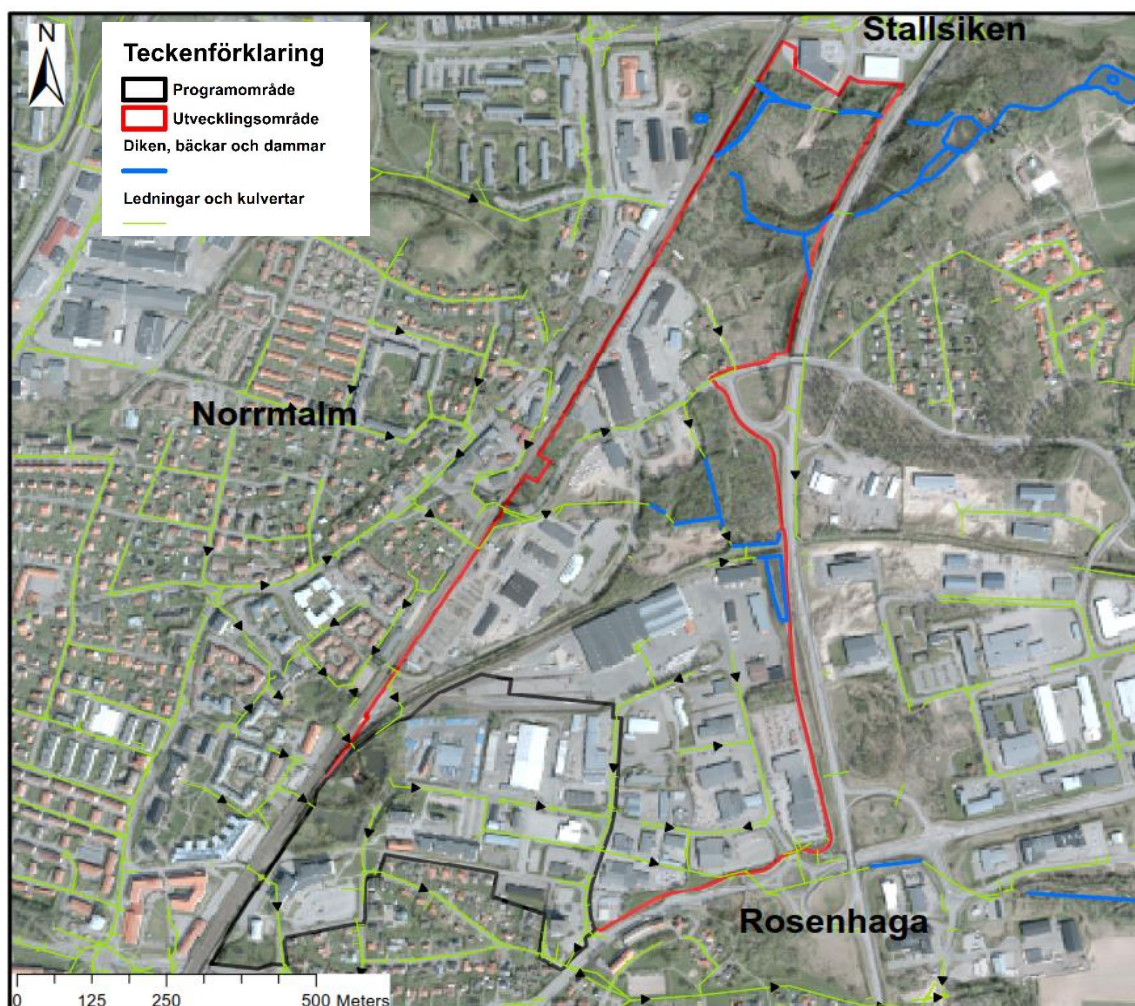 Stallsiken
N
Teckenförklaring
Programområde
Utvecklingsområde
Diken, bäckar och dammar
Ledningar och kulvertar
Norrmalm
Rosenhaga
0 125 250 500 Meters